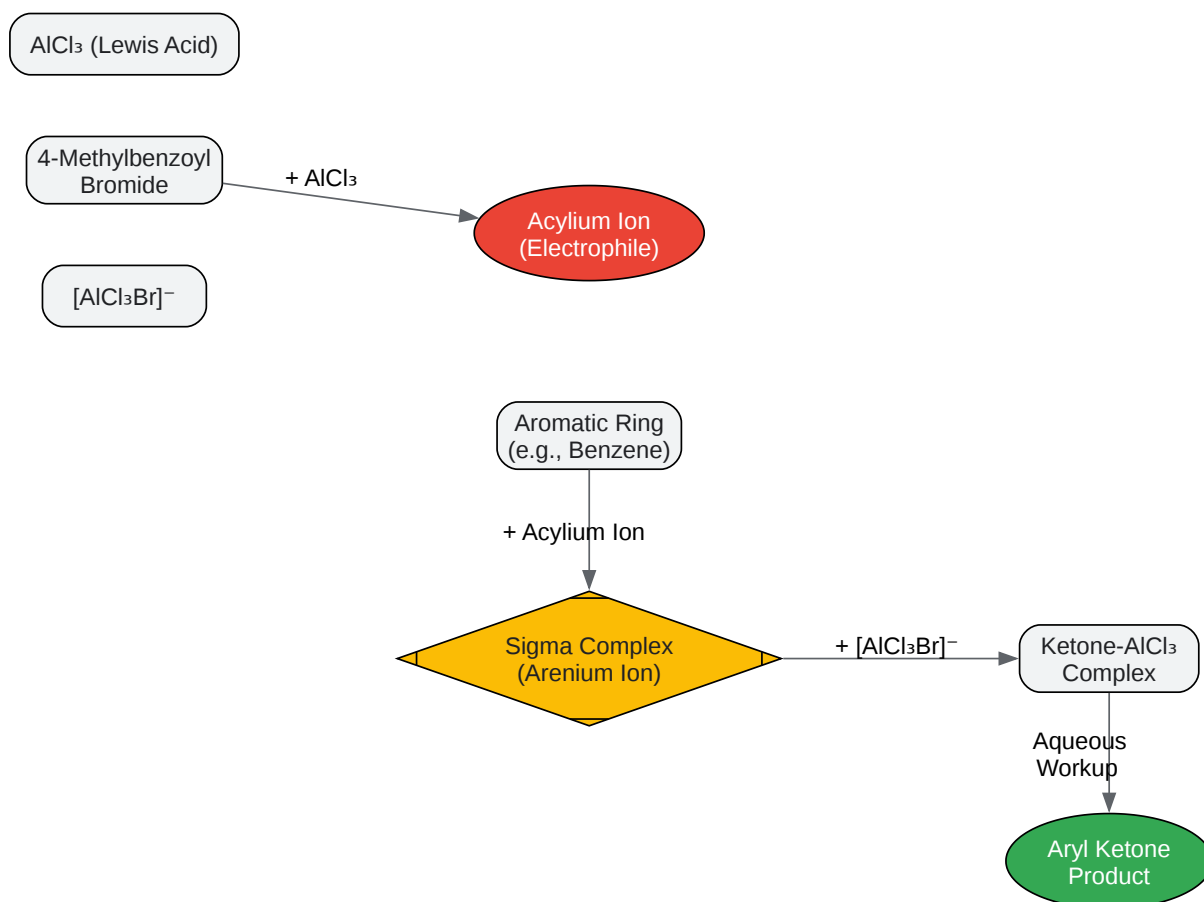 AlCl₃ (Lewis Acid)
4-Methylbenzoyl
Bromide
+ AlCl₃
Acylium Ion
(Electrophile)
[AlCl₃Br]⁻
Aromatic Ring
(e.g., Benzene)
+ Acylium Ion
Sigma Complex
(Arenium Ion)
+ [AlCl₃Br]⁻
Ketone-AlCl₃
Complex
Aqueous
Workup
Aryl Ketone
Product